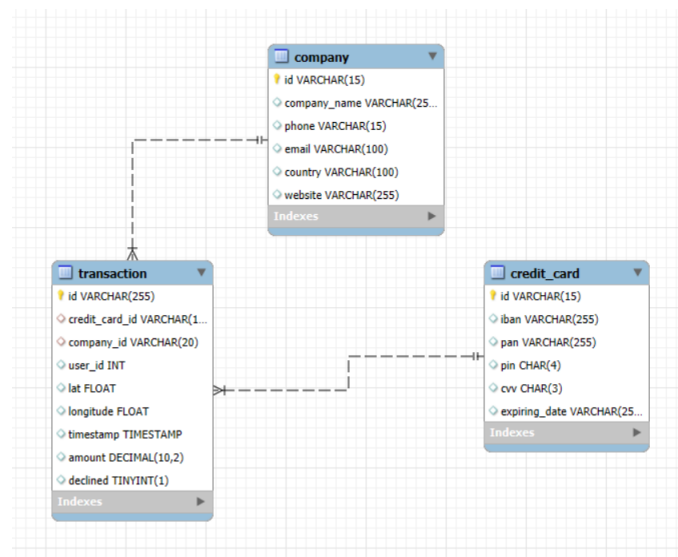 company
id VARCHAR(15)
company_name VARCHAR(25...
phone VARCHAR(15)
email VARCHAR(100)
country VARCHAR(100)
website VARCHAR(255)
Indexes
transaction
id VARCHAR(255)
credit_card_id VARCHAR(1...
company_id VARCHAR(20)
user_id INT
lat FLOAT
longitude FLOAT
timestamp TIMESTAMP
amount DECIMAL(10,2)
declined TINYINT(1)
Indexes
credit_card
id VARCHAR(15)
iban VARCHAR(255)
pan VARCHAR(255)
pin CHAR(4)
cvv CHAR(3)
expiring_date VARCHAR(25...
Indexes